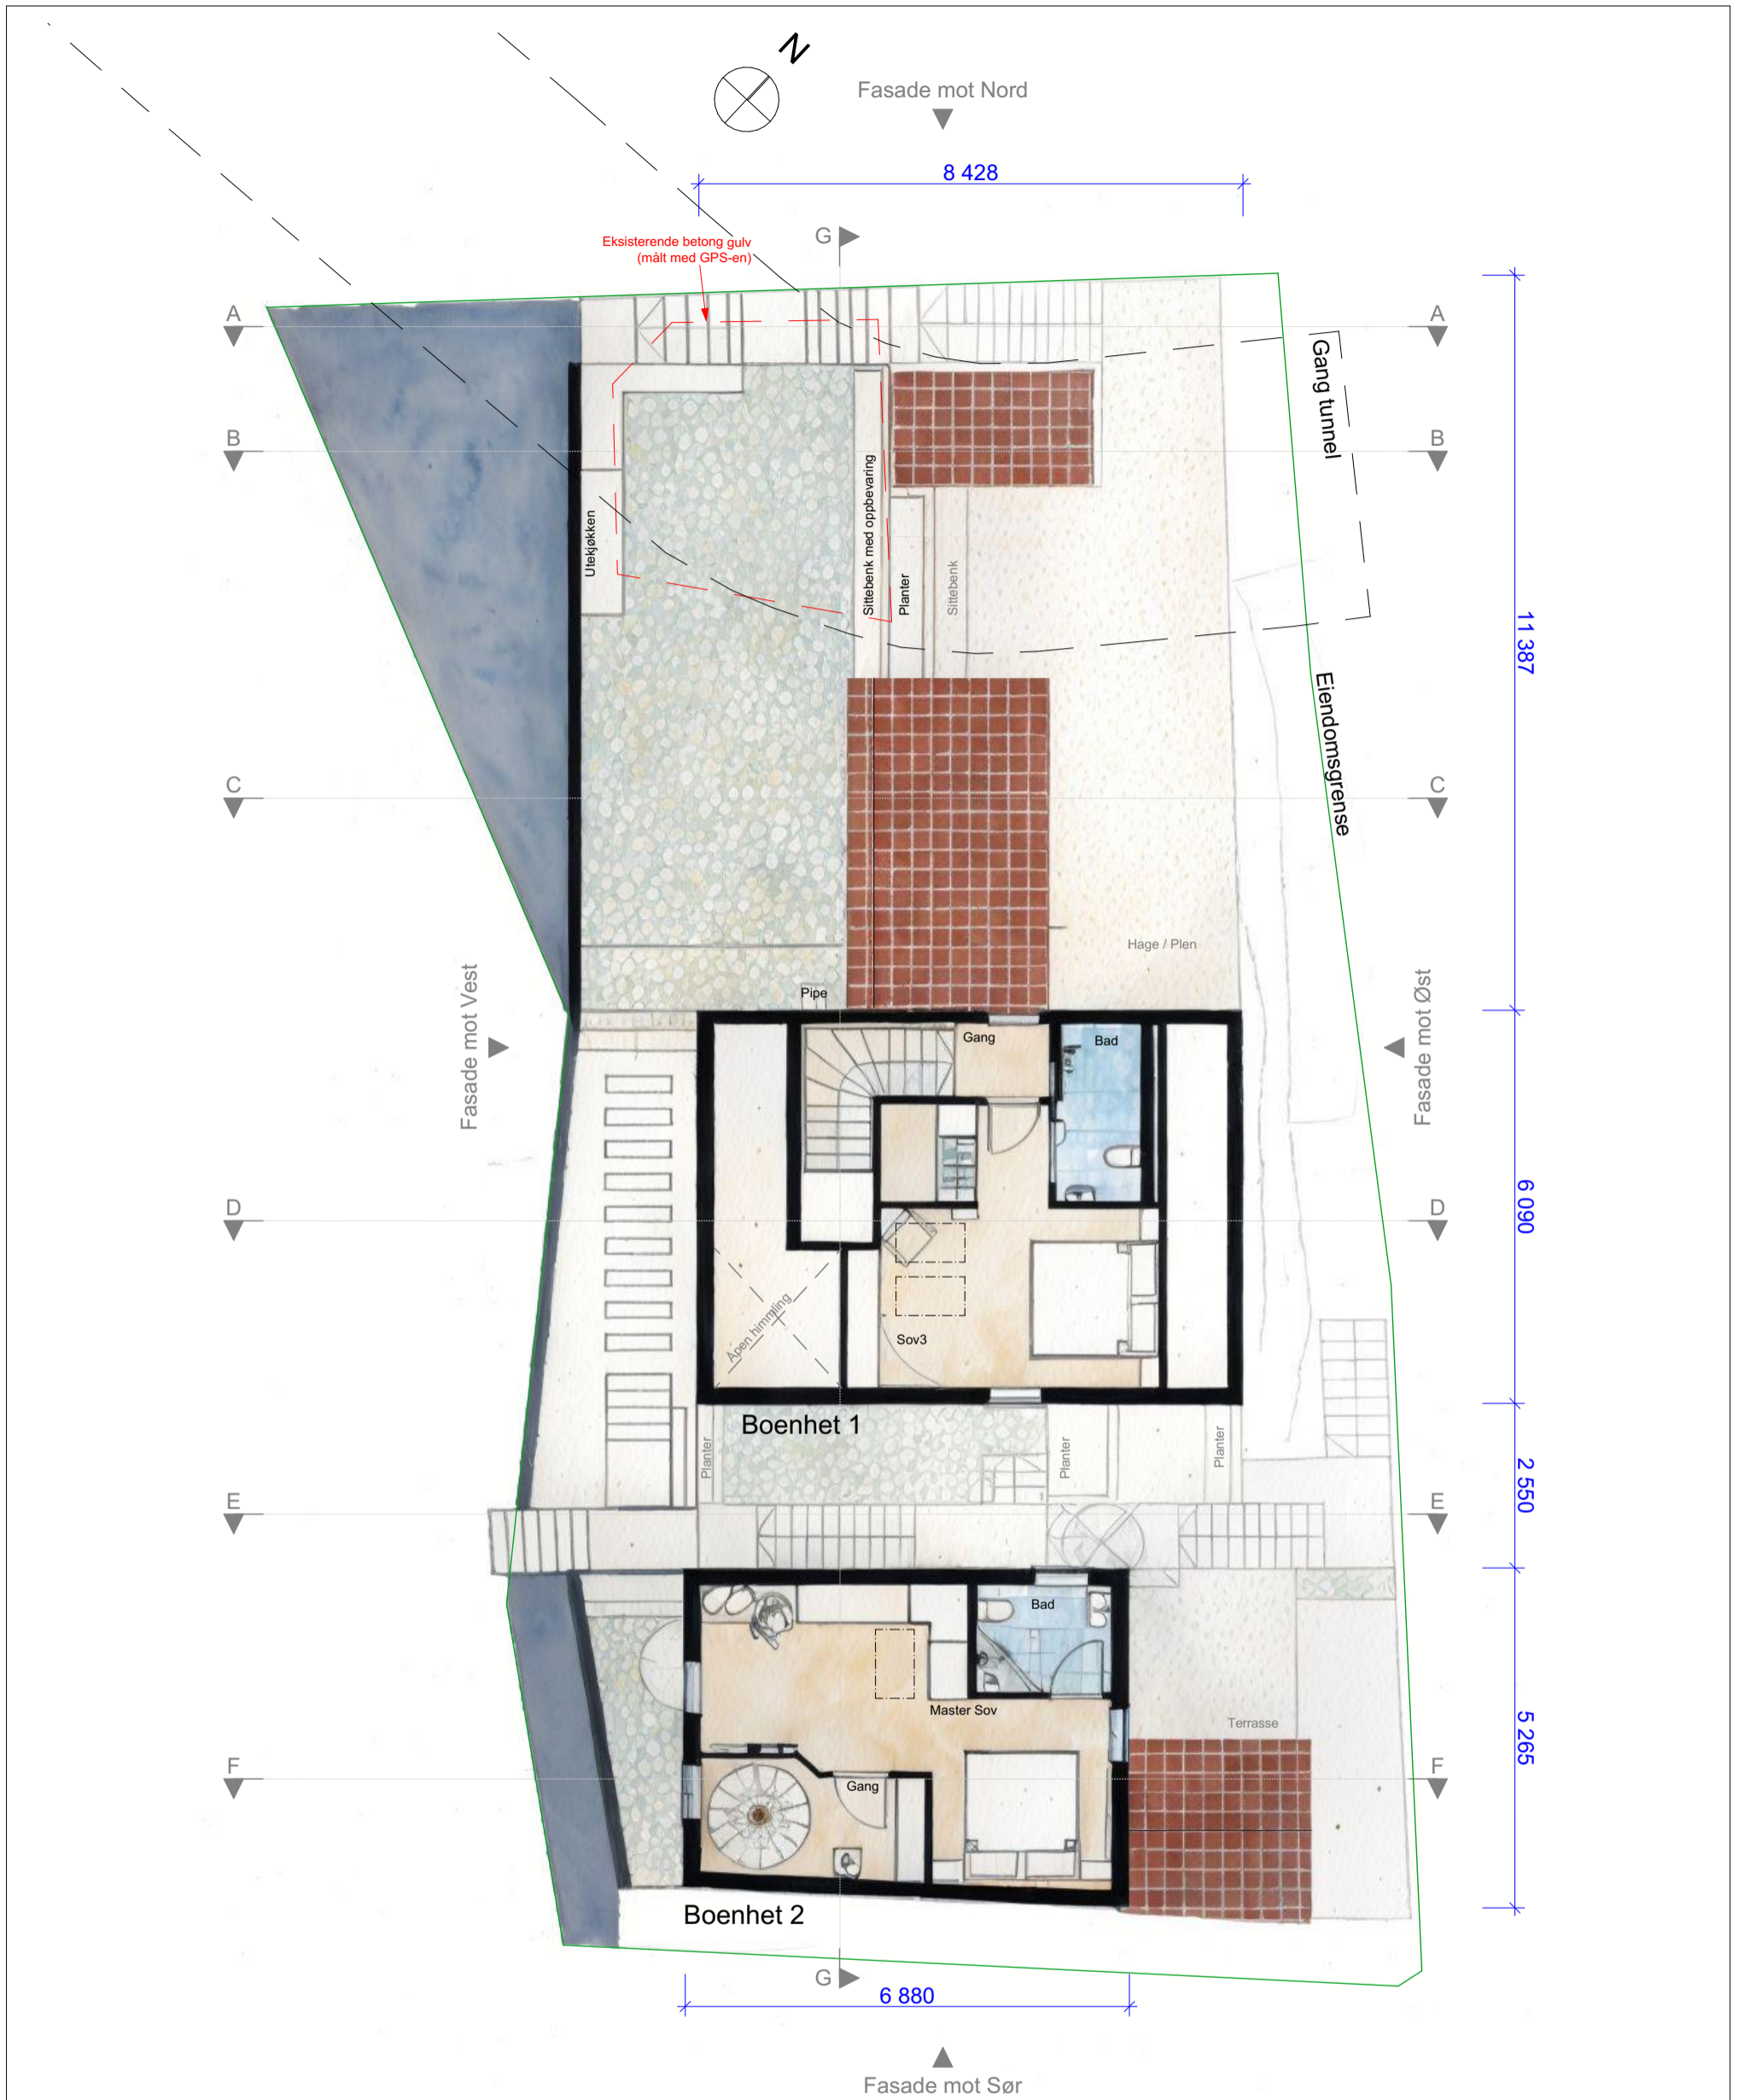 N
Fasade mot Nord
8 428
G
Eksisterende betong gulv
(målt med GPS-en)
A
A
Gang tunnel
B
B
Utekjøkken
Sittebenk med oppbevaring
Planter
Sittebenk
11 387
Eiendomsgrense
C
C
Hage / Plen
Fasade mot Vest
Fasade mot Øst
Pipe
Gang
Bad
D
D
6 090
Åpen himmling
Sov3
Boenhet 1
Planter
Planter
Planter
2 550
E
E
Bad
Master Sov
Terrasse
5 265
F
F
Gang
Boenhet 2
G
6 880
Fasade mot Sør